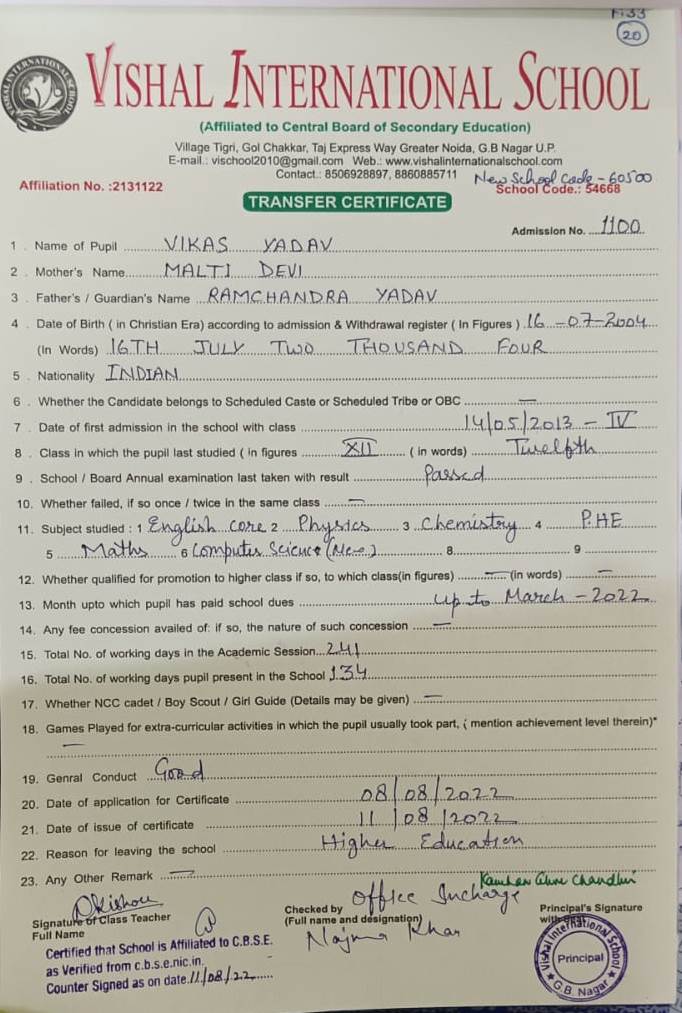 F-33
20
VISHAL INTERNATIONAL SCHOOL
VISHAL INTERNATIONAL SCHOOL
(Affiliated to Central Board of Secondary Education)
Village Tigri, Gol Chakkar, Taj Express Way Greater Noida, G.B Nagar U.P.
E-mail.: vischool2010@gmail.com Web.: www.vishalinternationalschool.com
Contact.: 8506928897, 8860885711 New School Code - 60500
Affiliation No. :2131122 School Code.: 54668
TRANSFER CERTIFICATE
Admission No. 1100
1 . Name of Pupil VIKAS YADAV
2 . Mother's Name MALTI DEVI
3 . Father's / Guardian's Name RAMCHANDRA YADAV
4 . Date of Birth ( in Christian Era) according to admission & Withdrawal register ( In Figures ) 16-07-2004
(In Words) 16TH JULY TWO THOUSAND FOUR
5 . Nationality INDIAN
6 . Whether the Candidate belongs to Scheduled Caste or Scheduled Tribe or OBC —
7 . Date of first admission in the school with class 14/05/2013 - IV
8 . Class in which the pupil last studied ( in figures XII ( in words) Twelfth
9 . School / Board Annual examination last taken with result Passed
10. Whether failed, if so once / twice in the same class —
11. Subject studied : 1 English core 2 Physics 3 Chemistry 4 P.HE
5 Maths 6 Computer Science (New) 8 9
12. Whether qualified for promotion to higher class if so, to which class(in figures) — (in words) —
13. Month upto which pupil has paid school dues up to March - 2022
14. Any fee concession availed of: if so, the nature of such concession —
15. Total No. of working days in the Academic Session 241
16. Total No. of working days pupil present in the School 134
17. Whether NCC cadet / Boy Scout / Girl Guide (Details may be given) —
18. Games Played for extra-curricular activities in which the pupil usually took part, ( mention achievement level therein)*
—
19. Genral Conduct Good
20. Date of application for Certificate 08/08/2022
21. Date of issue of certificate 11/08/2022
22. Reason for leaving the school Higher Education
23. Any Other Remark —
Signature of Class Teacher
Full Name
Checked by Office Incharge
(Full name and designation)
Najma Khan
Principal's Signature
with seal
Certified that School is Affiliated to C.B.S.E.
as Verified from c.b.s.e.nic.in.
Counter Signed as on date. 11/08/22
Vishal International School
Principal
G.B. Nagar